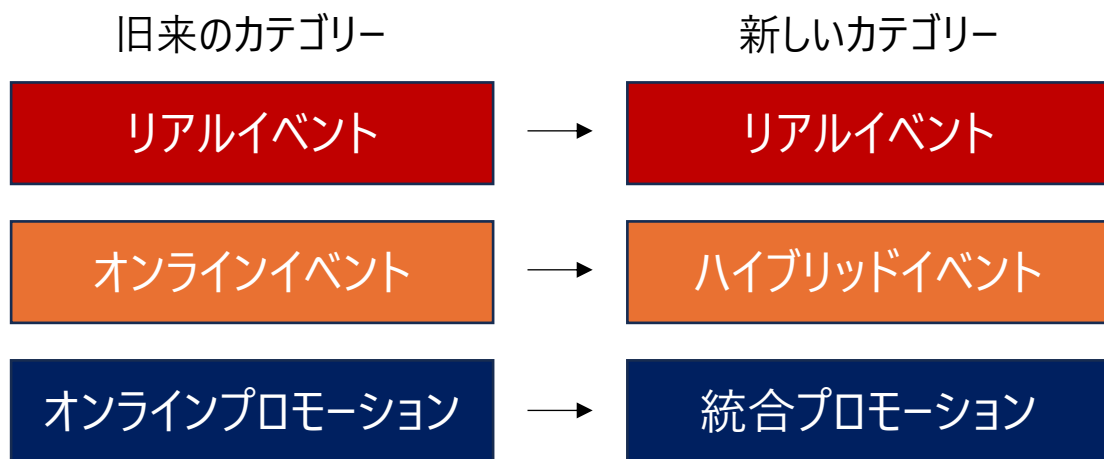 旧来のカテゴリー
新しいカテゴリー
リアルイベント
リアルイベント
オンラインイベント
ハイブリッドイベント
オンラインプロモーション
統合プロモーション